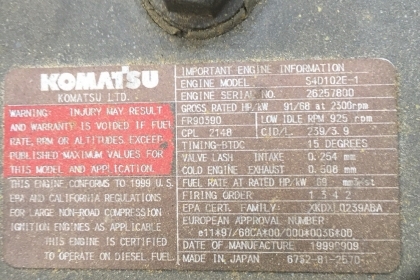 KOMATSU
KOMATSU LTD.
WARNING: INJURY MAY RESULT
AND WARRANTY IS VOIDED IF FUEL
RATE, RPM OR ALTITUDES EXCEED
PUBLISHED MAXIMUM VALUES FOR
THIS MODEL AND APPLICATION.
THIS ENGINE CONFORMS TO 1999 U.S.
EPA AND CALIFORNIA REGULATIONS
FOR LARGE NON-ROAD COMPRESSION
IGNITION ENGINES AS APPLICABLE
THIS ENGINE IS CERTIFIED
TO OPERATE ON DIESEL FUEL.
IMPORTANT ENGINE INFORMATION
ENGINE MODEL S4D102E-1
ENGINE SERIAL NO. 26257800
GROSS RATED HP/kW 91/68 at 2300rpm
FR90390 LOW IDLE RPM 925 rpm
CPL 2148 CID/L 239/3.9
TIMING-BTDC 15 DEGREES
VALVE LASH INTAKE 0.254 mm
COLD ENGINE EXHAUST 0.508 mm
FUEL RATE AT RATED HP/kW 69 mm3/st
FIRING ORDER 1 3 4 2
EPA CERT. FAMILY: XKDXL0239ABA
EUROPEAN APPROVAL NUMBER
DATE OF MANUFACTURE 19990909
MADE IN JAPAN